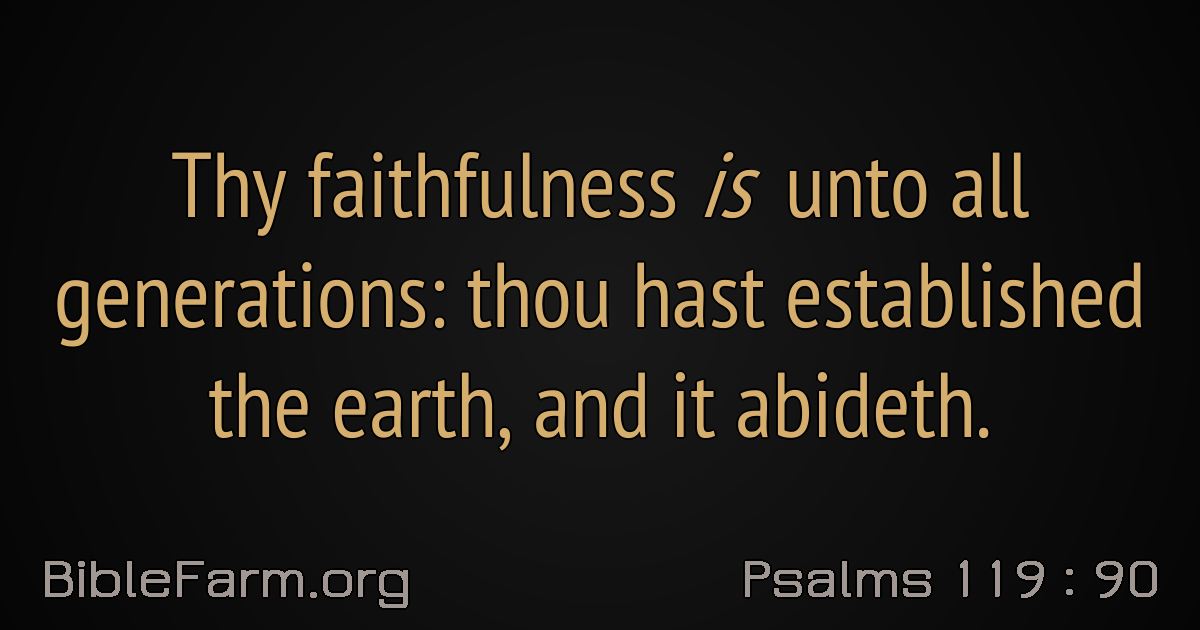 Thy faithfulness is unto all
generations: thou hast established
the earth, and it abideth.
BibleFarm.org
Psalms 119 : 90